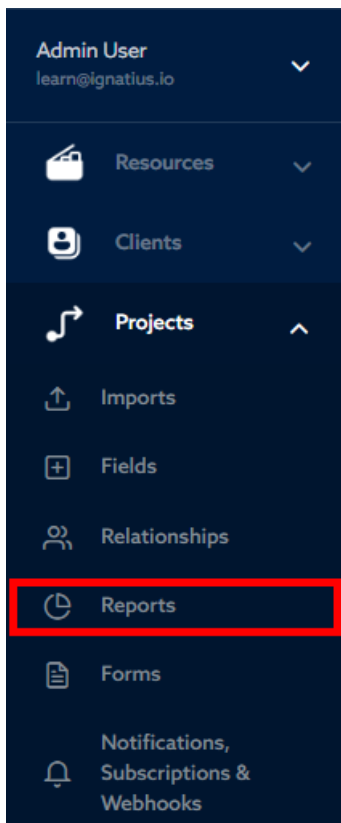 Admin User
learn@ignatius.io
Resources
Clients
Projects
Imports
Fields
Relationships
Reports
Forms
Notifications,
Subscriptions &
Webhooks